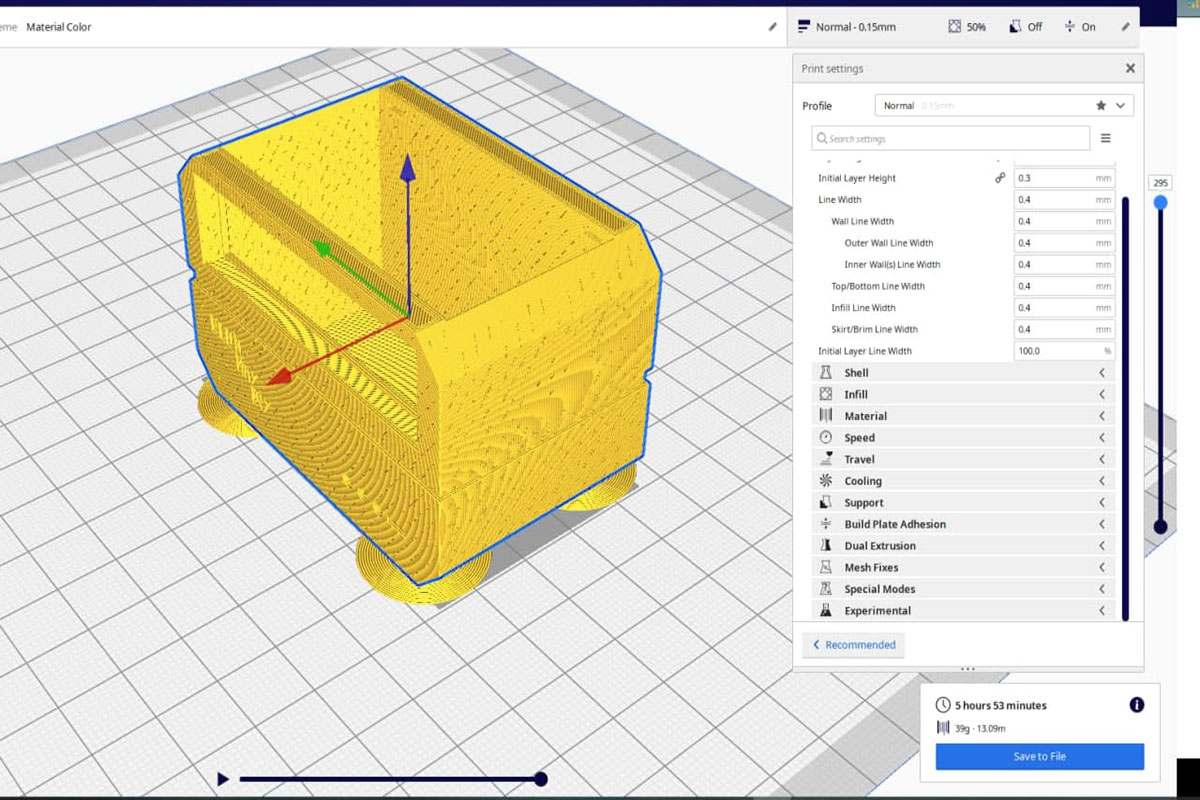 eme Material Color
Normal - 0.15mm 50% Off On
Print settings
Profile Normal 0.15mm
Search settings
Initial Layer Height 0.3 mm
Line Width 0.4 mm
Wall Line Width 0.4 mm
Outer Wall Line Width 0.4 mm
Inner Wall(s) Line Width 0.4 mm
Top/Bottom Line Width 0.4 mm
Infill Line Width 0.4 mm
Skirt/Brim Line Width 0.4 mm
Initial Layer Line Width 100.0 %
Shell
Infill
Material
Speed
Travel
Cooling
Support
Build Plate Adhesion
Dual Extrusion
Mesh Fixes
Special Modes
Experimental
Recommended
295
5 hours 53 minutes
39g · 13.09m
Save to File